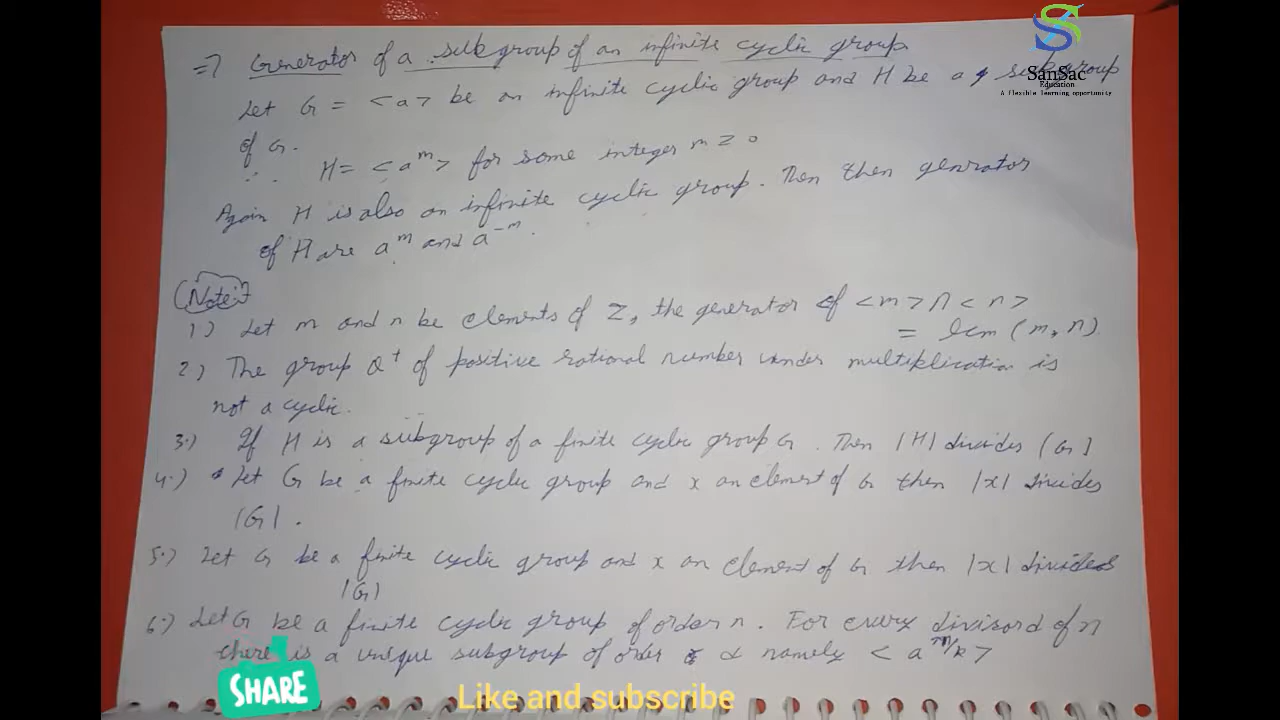 => Generator of a subgroup of an infinite cyclic group
Let G = <a> be an infinite cyclic group and H be a subgroup
of G.
∴ H = <a^m> for some integer m ≥ 0
Again H is also an infinite cyclic group. Then then generator
of H are a^m and a^-m.
Note:
1.) Let m and n be elements of Z, the generator of <m> ∩ <n>
= lcm (m, n)
2.) The group Q+ of positive rational number under multiplication is
not a cyclic.
3.) If H is a subgroup of a finite cyclic group G. Then |H| divides |G|
4.) Let G be a finite cyclic group and x an element of G then |x| divides
|G|.
5.) Let G be a finite cyclic group and x an element of G then |x| divides
|G|
6.) Let G be a finite cyclic group of order n. For every divisor d of n
there is a unique subgroup of order d namely <a^n/k>
SanSac
Education
A flexible learning opportunity
SHARE
Like and subscribe